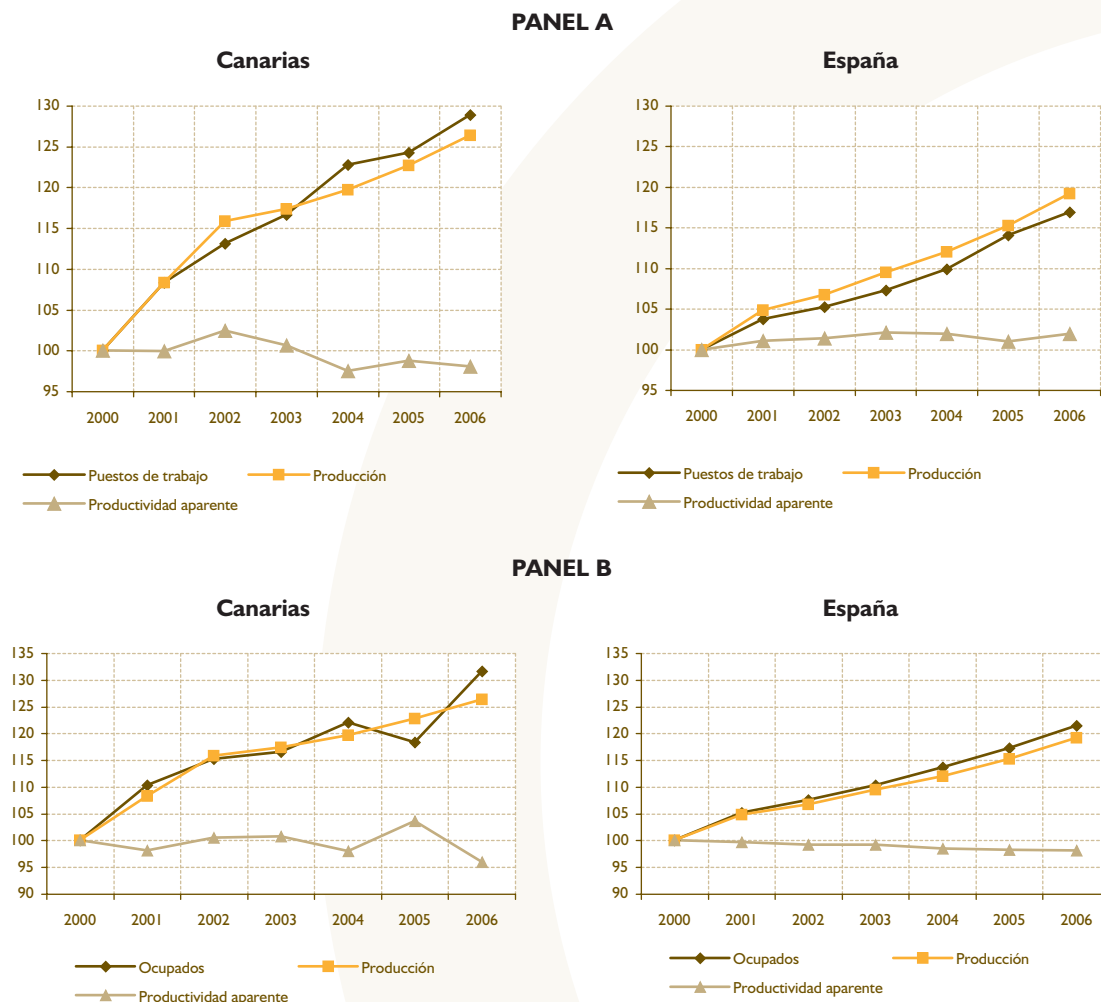 PANEL A
Canarias
130
125
120
115
110
105
100
95
2000 2001 2002 2003 2004 2005 2006
Puestos de trabajo Producción
Productividad aparente
España
130
125
120
115
110
105
100
95
2000 2001 2002 2003 2004 2005 2006
Puestos de trabajo Producción
Productividad aparente
PANEL B
Canarias
135
130
125
120
115
110
105
100
95
90
2000 2001 2002 2003 2004 2005 2006
Ocupados Producción
Productividad aparente
España
135
130
125
120
115
110
105
100
95
90
2000 2001 2002 2003 2004 2005 2006
Ocupados Producción
Productividad aparente